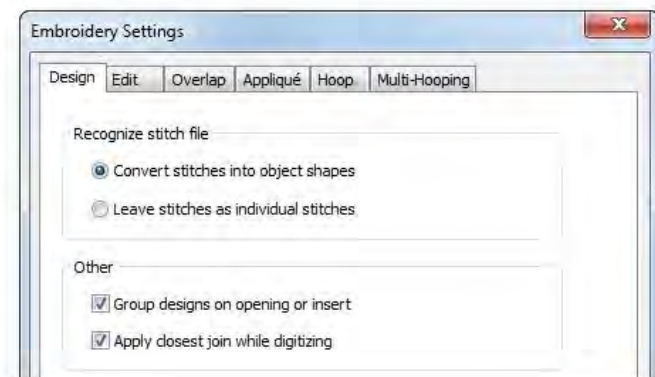 Embroidery Settings
Design Edit Overlap Appliqué Hoop Multi-Hooping
Recognize stitch file
Convert stitches into object shapes
Leave stitches as individual stitches
Other
Group designs on opening or insert
Apply closest join while digitizing